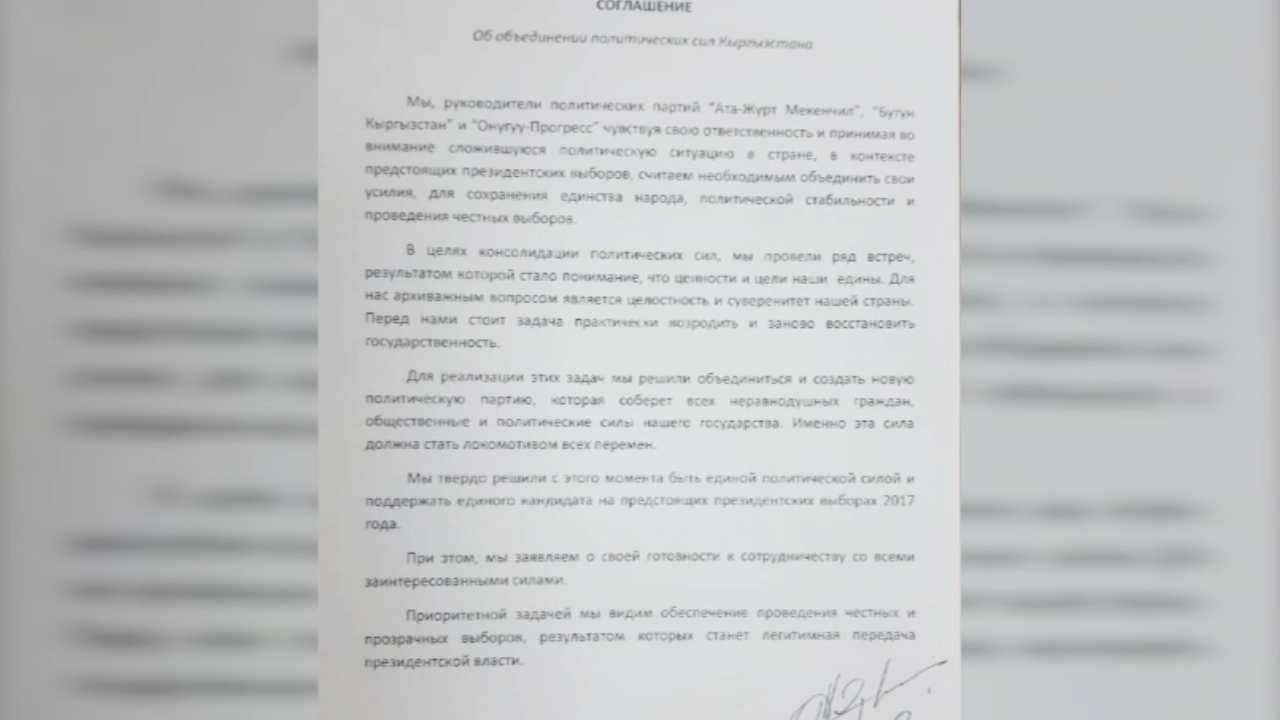 СОГЛАШЕНИЕ
Об объединении политических сил Кыргызстана
Мы, руководители политических партий "Ата-Журт Мекенчил", "Бутун
Кыргызстан" и "Онугуу-Прогресс" чувствуя свою ответственность и принимая во
внимание сложившуюся политическую ситуацию в стране, в контексте
предстоящих президентских выборов, считаем необходимым объединить свои
усилия, для сохранения единства народа, политической стабильности и
проведения честных выборов.
В целях консолидации политических сил, мы провели ряд встреч,
результатом которой стало понимание, что ценности и цели наши едины. Для
нас архиважным вопросом является целостность и суверенитет нашей страны.
Перед нами стоит задача практически возродить и заново восстановить
государственность.
Для реализации этих задач мы решили объединиться и создать новую
политическую партию, которая соберет всех неравнодушных граждан,
общественные и политические силы нашего государства. Именно эта сила
должна стать локомотивом всех перемен.
Мы твердо решили с этого момента быть единой политической силой и
поддержать единого кандидата на предстоящих президентских выборах 2017
года.
При этом, мы заявляем о своей готовности к сотрудничеству со всеми
заинтересованными силами.
Приоритетной задачей мы видим обеспечение проведения честных и
прозрачных выборов, результатом которых станет легитимная передача
президентской власти.